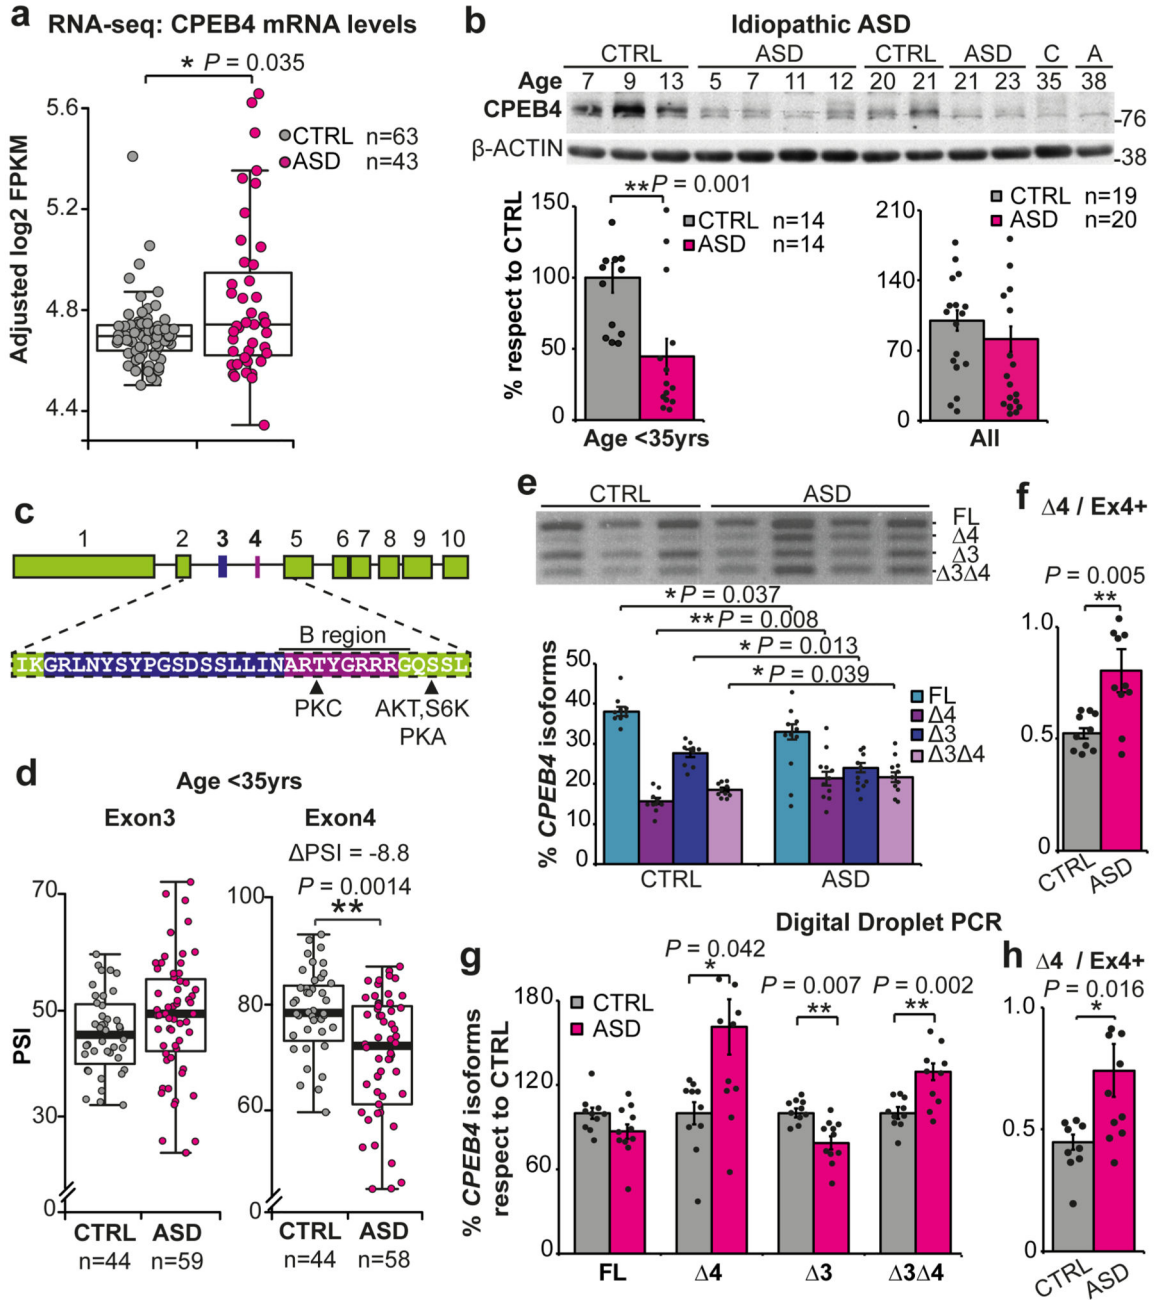 a RNA-seq: CPEB4 mRNA levels
* P = 0.035
Adjusted log2 FPKM
5.6
5.2
4.8
4.4
CTRL n=63
ASD n=43
b Idiopathic ASD
CTRL ASD CTRL ASD C A
Age 7 9 13 5 7 11 12 20 21 21 23 35 38
CPEB4 -76
β-ACTIN -38
% respect to CTRL
150
100
50
0
**P = 0.001
CTRL n=14
ASD n=14
Age <35yrs
210
140
70
0
CTRL n=19
ASD n=20
All
c
1 2 3 4 5 6 7 8 9 10
B region
IKGRLNYSYPGSDSSLLINARTYGRRRGQSSL
PKC AKT,S6K
PKA
d Age <35yrs
Exon3 Exon4
ΔPSI = -8.8
P = 0.0014
**
PSI
70
50
30
0
100
80
60
0
CTRL ASD CTRL ASD
n=44 n=59 n=44 n=58
e
CTRL ASD
FL
Δ4
Δ3
Δ3Δ4
* P = 0.037
** P = 0.008
* P = 0.013
* P = 0.039
% CPEB4 isoforms
50
30
20
10
0
FL
Δ4
Δ3
Δ3Δ4
CTRL ASD
f Δ4 / Ex4+
P = 0.005
**
1.0
0.5
0
CTRL ASD
Digital Droplet PCR
g
P = 0.042
*
P = 0.007
**
P = 0.002
**
% CPEB4 isoforms
respect to CTRL
180
120
60
0
CTRL
ASD
FL Δ4 Δ3 Δ3Δ4
h Δ4 / Ex4+
P = 0.016
*
1.0
0.5
0
CTRL ASD